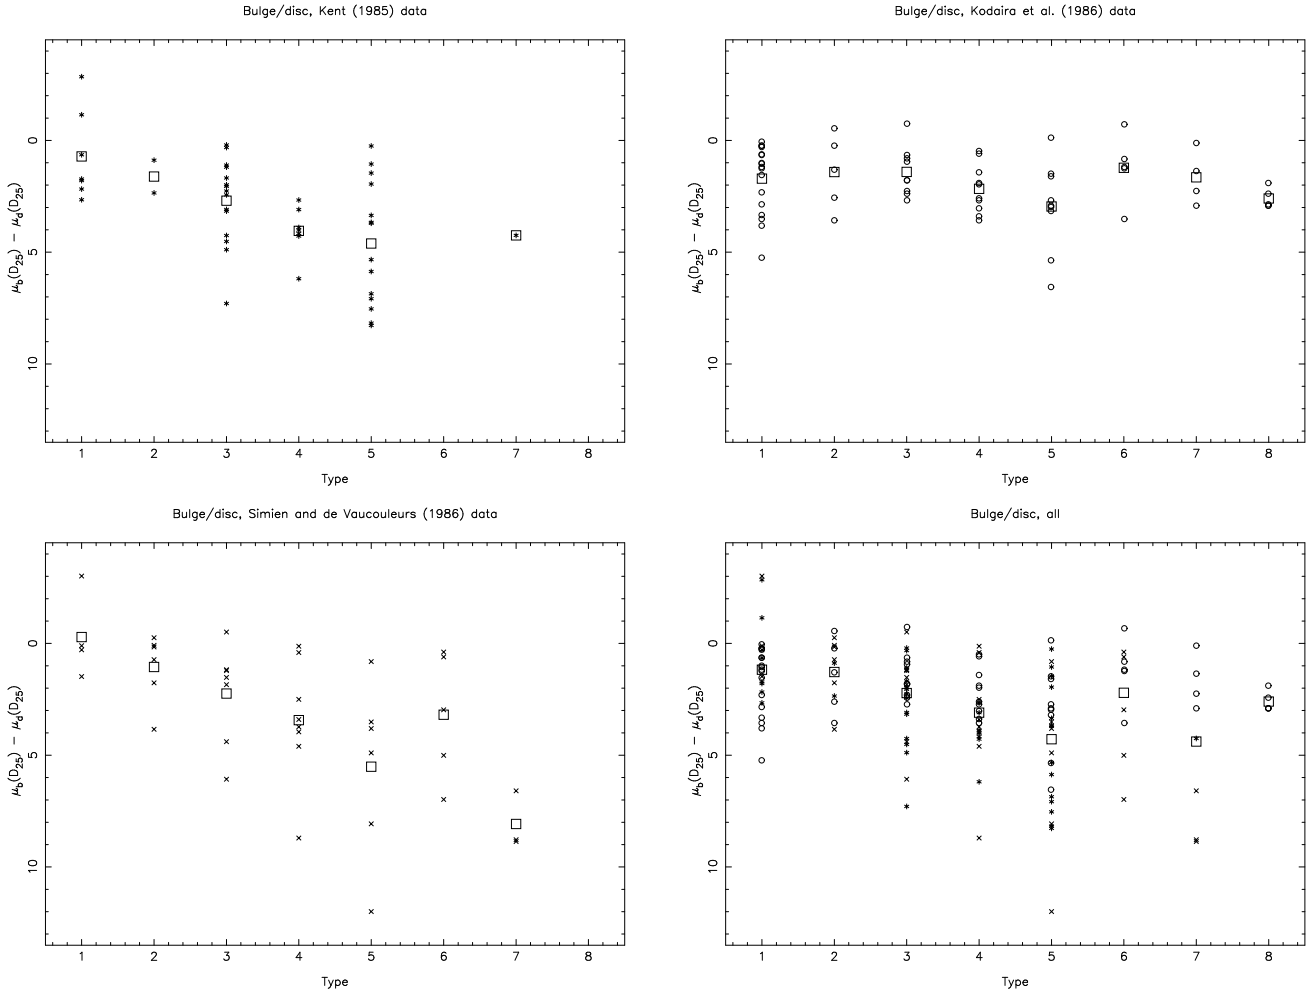 Bulge/disc, Kent (1985) data
0
5
10
μb(D25) − μd(D25)
1 2 3 4 5 6 7 8
Type
Bulge/disc, Kodaira et al. (1986) data
0
5
10
μb(D25) − μd(D25)
1 2 3 4 5 6 7 8
Type
Bulge/disc, Simien and de Vaucouleurs (1986) data
0
5
10
μb(D25) − μd(D25)
1 2 3 4 5 6 7 8
Type
Bulge/disc, all
0
5
10
μb(D25) − μd(D25)
1 2 3 4 5 6 7 8
Type